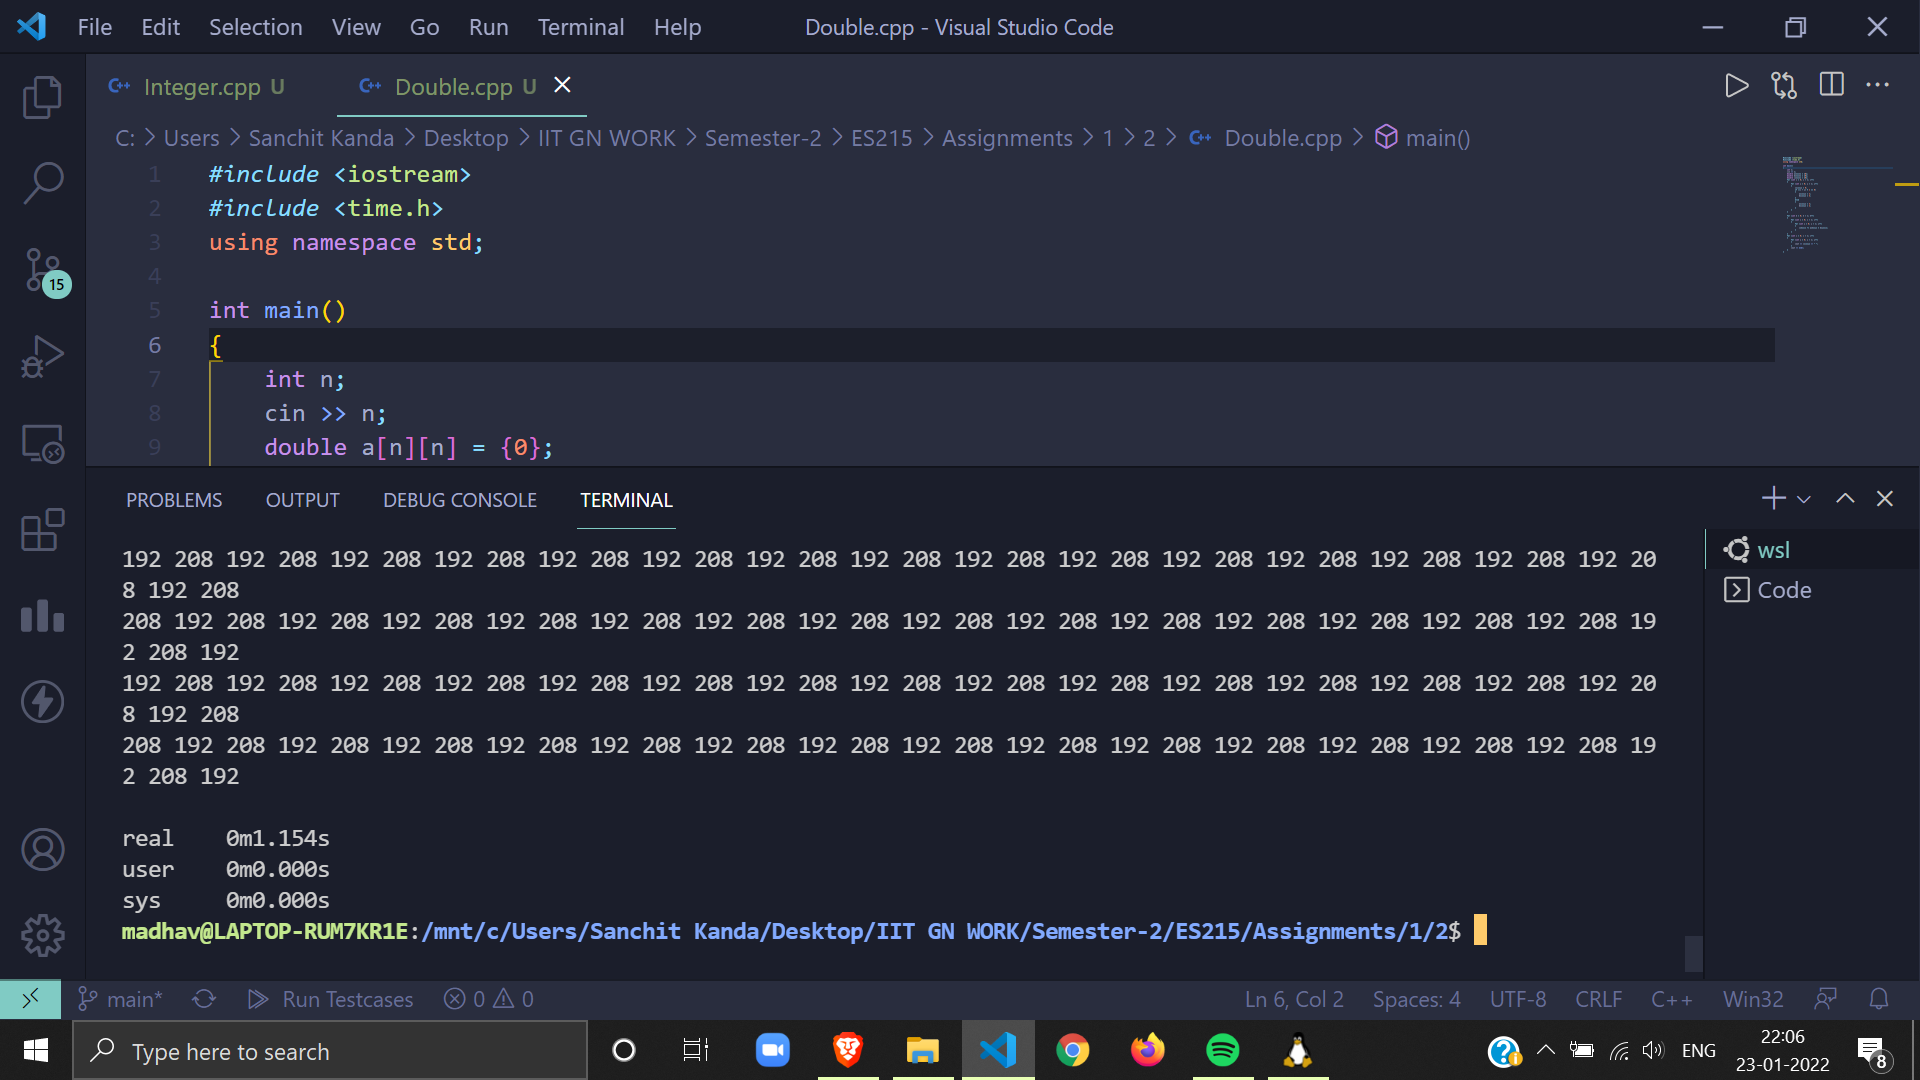 File Edit Selection View Go Run Terminal Help Double.cpp - Visual Studio Code
Integer.cpp U Double.cpp U
C: > Users > Sanchit Kanda > Desktop > IIT GN WORK > Semester-2 > ES215 > Assignments > 1 > 2 > Double.cpp > main()
1 #include <iostream>
2 #include <time.h>
3 using namespace std;
4
5 int main()
6 {
7 int n;
8 cin >> n;
9 double a[n][n] = {0};
15
PROBLEMS OUTPUT DEBUG CONSOLE TERMINAL
192 208 192 208 192 208 192 208 192 208 192 208 192 208 192 208 192 208 192 208 192 208 192 208 192 208 192 208 192 20
8 192 208
208 192 208 192 208 192 208 192 208 192 208 192 208 192 208 192 208 192 208 192 208 192 208 192 208 192 208 192 208 19
2 208 192
192 208 192 208 192 208 192 208 192 208 192 208 192 208 192 208 192 208 192 208 192 208 192 208 192 208 192 208 192 20
8 192 208
208 192 208 192 208 192 208 192 208 192 208 192 208 192 208 192 208 192 208 192 208 192 208 192 208 192 208 192 208 19
2 208 192
real 0m1.154s
user 0m0.000s
sys 0m0.000s
madhav@LAPTOP-RUM7KR1E:/mnt/c/Users/Sanchit Kanda/Desktop/IIT GN WORK/Semester-2/ES215/Assignments/1/2$
wsl
Code
main* Run Testcases 0 0 Ln 6, Col 2 Spaces: 4 UTF-8 CRLF C++ Win32
Type here to search
ENG
22:06
23-01-2022
8